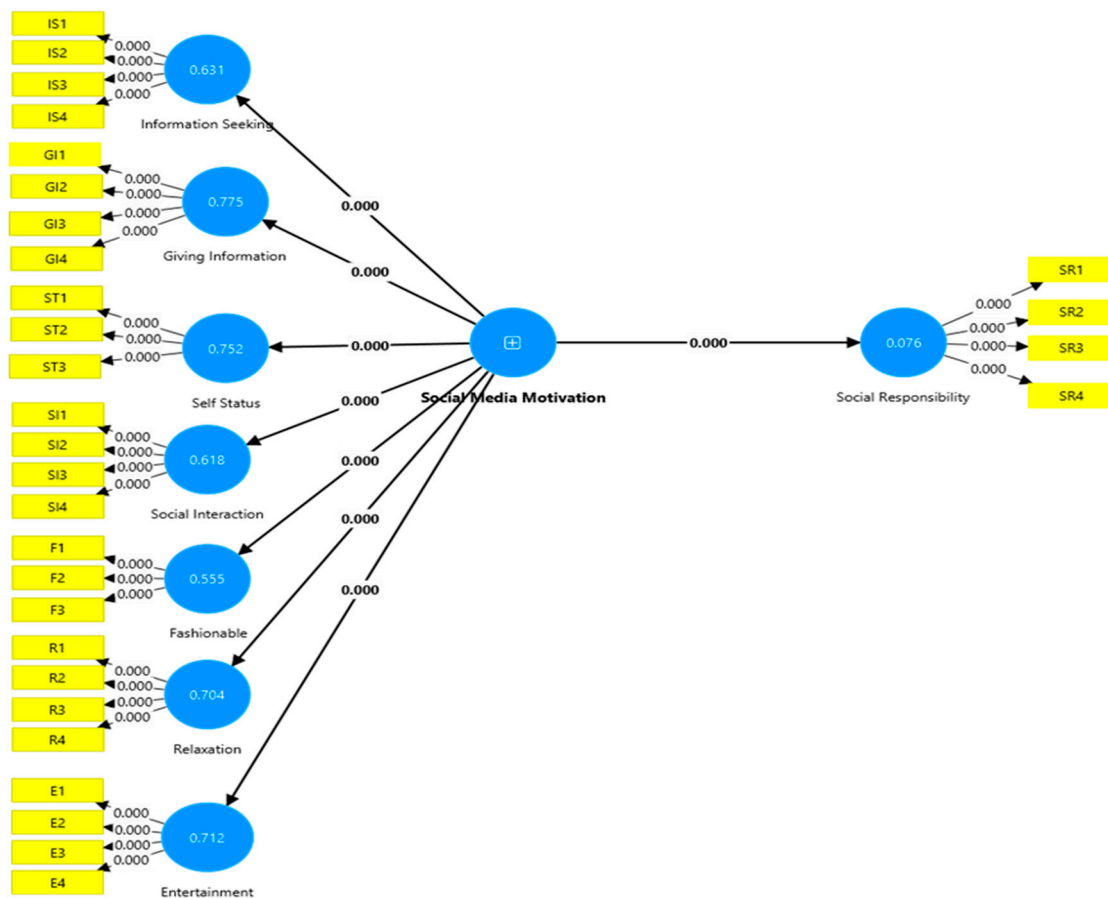 IS1
0.000
IS2
0.000
IS3
0.000
IS4
0.000
0.631
Information Seeking
0.000
GI1
0.000
GI2
0.000
GI3
0.000
GI4
0.000
0.775
Giving Information
0.000
ST1
0.000
ST2
0.000
ST3
0.000
0.752
Self Status
0.000
SI1
0.000
SI2
0.000
SI3
0.000
SI4
0.000
0.618
Social Interaction
0.000
F1
0.000
F2
0.000
F3
0.000
0.555
Fashionable
0.000
R1
0.000
R2
0.000
R3
0.000
R4
0.000
0.704
Relaxation
0.000
E1
0.000
E2
0.000
E3
0.000
E4
0.000
0.712
Entertainment
0.000
Social Media Motivation
0.000
0.076
Social Responsibility
0.000
SR1
0.000
SR2
0.000
SR3
0.000
SR4